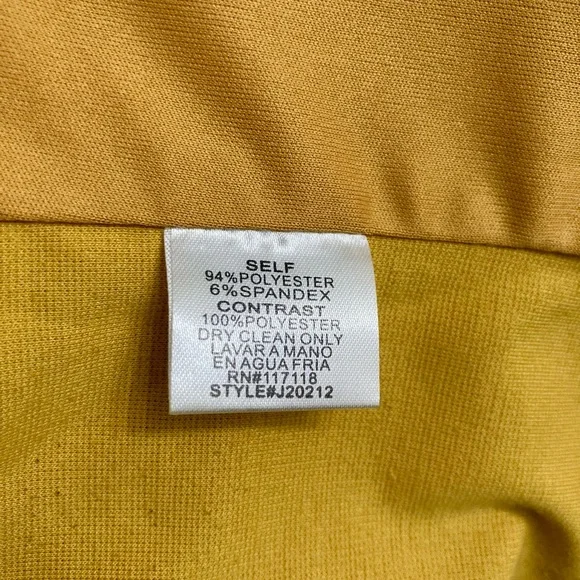 SELF
94%POLYESTER
6%SPANDEX
CONTRAST
100%POLYESTER
DRY CLEAN ONLY
LAVAR A MANO
EN AGUA FRIA
RN#117118
STYLE#J20212